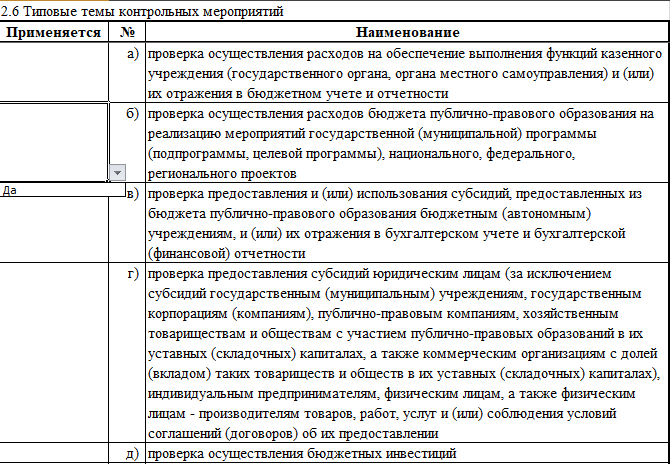 2.6 Типовые темы контрольных мероприятий
Применяется № Наименование
а) проверка осуществления расходов на обеспечение выполнения функций казенного
учреждения (государственного органа, органа местного самоуправления) и (или)
их отражения в бюджетном учете и отчетности
б) проверка осуществления расходов бюджета публично-правового образования на
реализацию мероприятий государственной (муниципальной) программы
(подпрограммы, целевой программы), национального, федерального,
регионального проектов
Да
в) проверка предоставления и (или) использования субсидий, предоставленных из
бюджета публично-правового образования бюджетным (автономным)
учреждениям, и (или) их отражения в бухгалтерском учете и бухгалтерской
(финансовой) отчетности
г) проверка предоставления субсидий юридическим лицам (за исключением
субсидий государственным (муниципальным) учреждениям, государственным
корпорациям (компаниям), публично-правовым компаниям, хозяйственным
товариществам и обществам с участием публично-правовых образований в их
уставных (складочных) капиталах, а также коммерческим организациям с долей
(вкладом) таких товариществ и обществ в их уставных (складочных) капиталах),
индивидуальным предпринимателям, физическим лицам, а также физическим
лицам - производителям товаров, работ, услуг и (или) соблюдения условий
соглашений (договоров) об их предоставлении
д) проверка осуществления бюджетных инвестиций